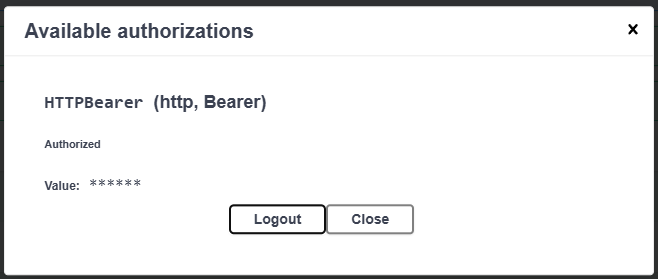 Available authorizations
HTTPBearer (http, Bearer)
Authorized
Value: ******
Logout Close